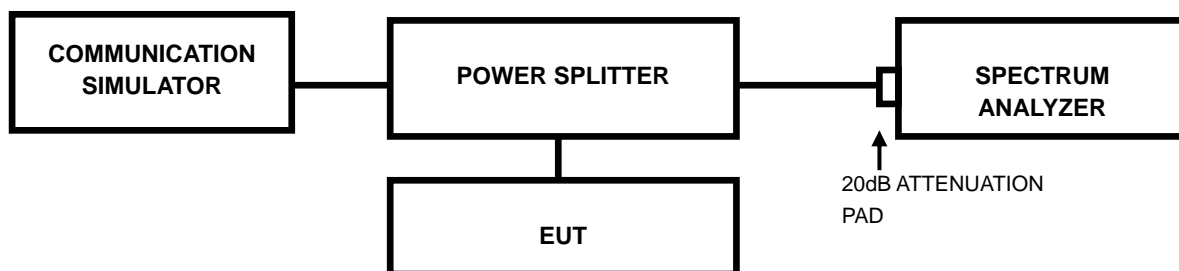 COMMUNICATION
SIMULATOR
POWER SPLITTER
SPECTRUM
ANALYZER
20dB ATTENUATION
PAD
EUT